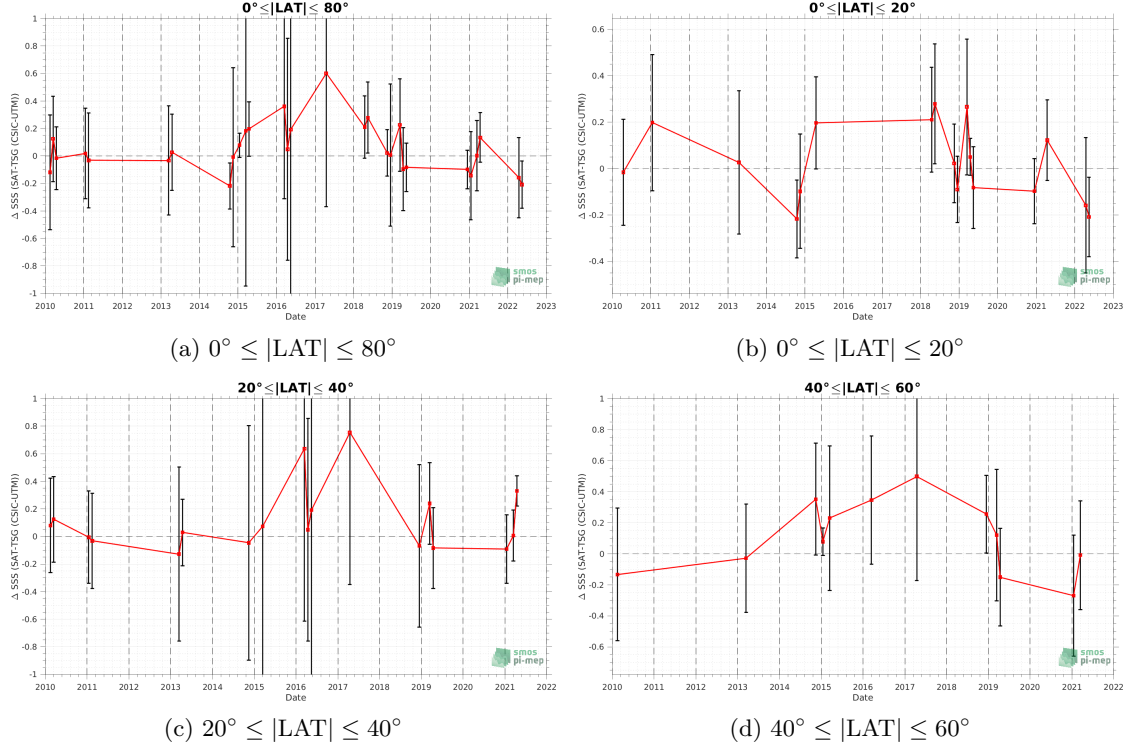 0°≤|LAT|≤ 80°
1
0.8
0.6
0.4
0.2
0
-0.2
-0.4
-0.6
-0.8
-1
Δ SSS (SAT-TSG (CSIC-UTM))
2010 2011 2012 2013 2014 2015 2016 2017 2018 2019 2020 2021 2022 2023
Date
smos
pi-mep
(a) 0° ≤ |LAT| ≤ 80°
0°≤|LAT|≤ 20°
0.6
0.4
0.2
0
-0.2
-0.4
Δ SSS (SAT-TSG (CSIC-UTM))
2010 2011 2012 2013 2014 2015 2016 2017 2018 2019 2020 2021 2022 2023
Date
smos
pi-mep
(b) 0° ≤ |LAT| ≤ 20°
20°≤|LAT|≤ 40°
1
0.8
0.6
0.4
0.2
0
-0.2
-0.4
-0.6
-0.8
-1
Δ SSS (SAT-TSG (CSIC-UTM))
2010 2011 2012 2013 2014 2015 2016 2017 2018 2019 2020 2021 2022
Date
smos
pi-mep
(c) 20° ≤ |LAT| ≤ 40°
40°≤|LAT|≤ 60°
1
0.8
0.6
0.4
0.2
0
-0.2
-0.4
-0.6
Δ SSS (SAT-TSG (CSIC-UTM))
2010 2011 2012 2013 2014 2015 2016 2017 2018 2019 2020 2021 2022
Date
smos
pi-mep
(d) 40° ≤ |LAT| ≤ 60°